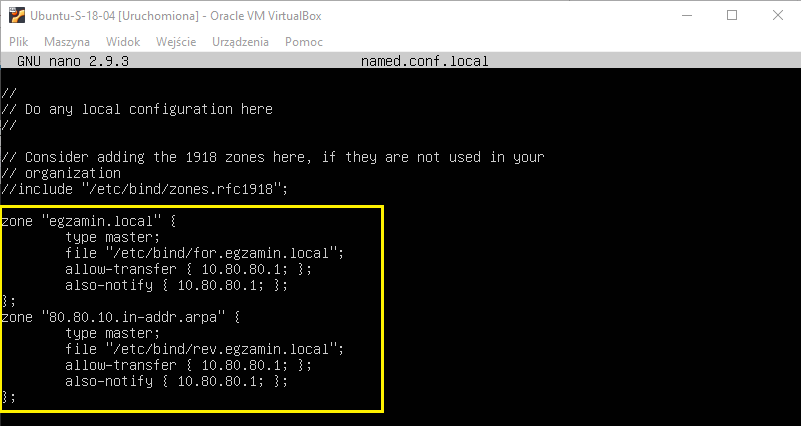 Ubuntu-S-18-04 [Uruchomiona] - Oracle VM VirtualBox
Plik Maszyna Widok Wejście Urządzenia Pomoc
GNU nano 2.9.3 named.conf.local
//
// Do any local configuration here
//
// Consider adding the 1918 zones here, if they are not used in your
// organization
//include "/etc/bind/zones.rfc1918";
zone "egzamin.local" {
type master;
file "/etc/bind/for.egzamin.local";
allow-transfer { 10.80.80.1; };
also-notify { 10.80.80.1; };
};
zone "80.80.10.in-addr.arpa" {
type master;
file "/etc/bind/rev.egzamin.local";
allow-transfer { 10.80.80.1; };
also-notify { 10.80.80.1; };
};